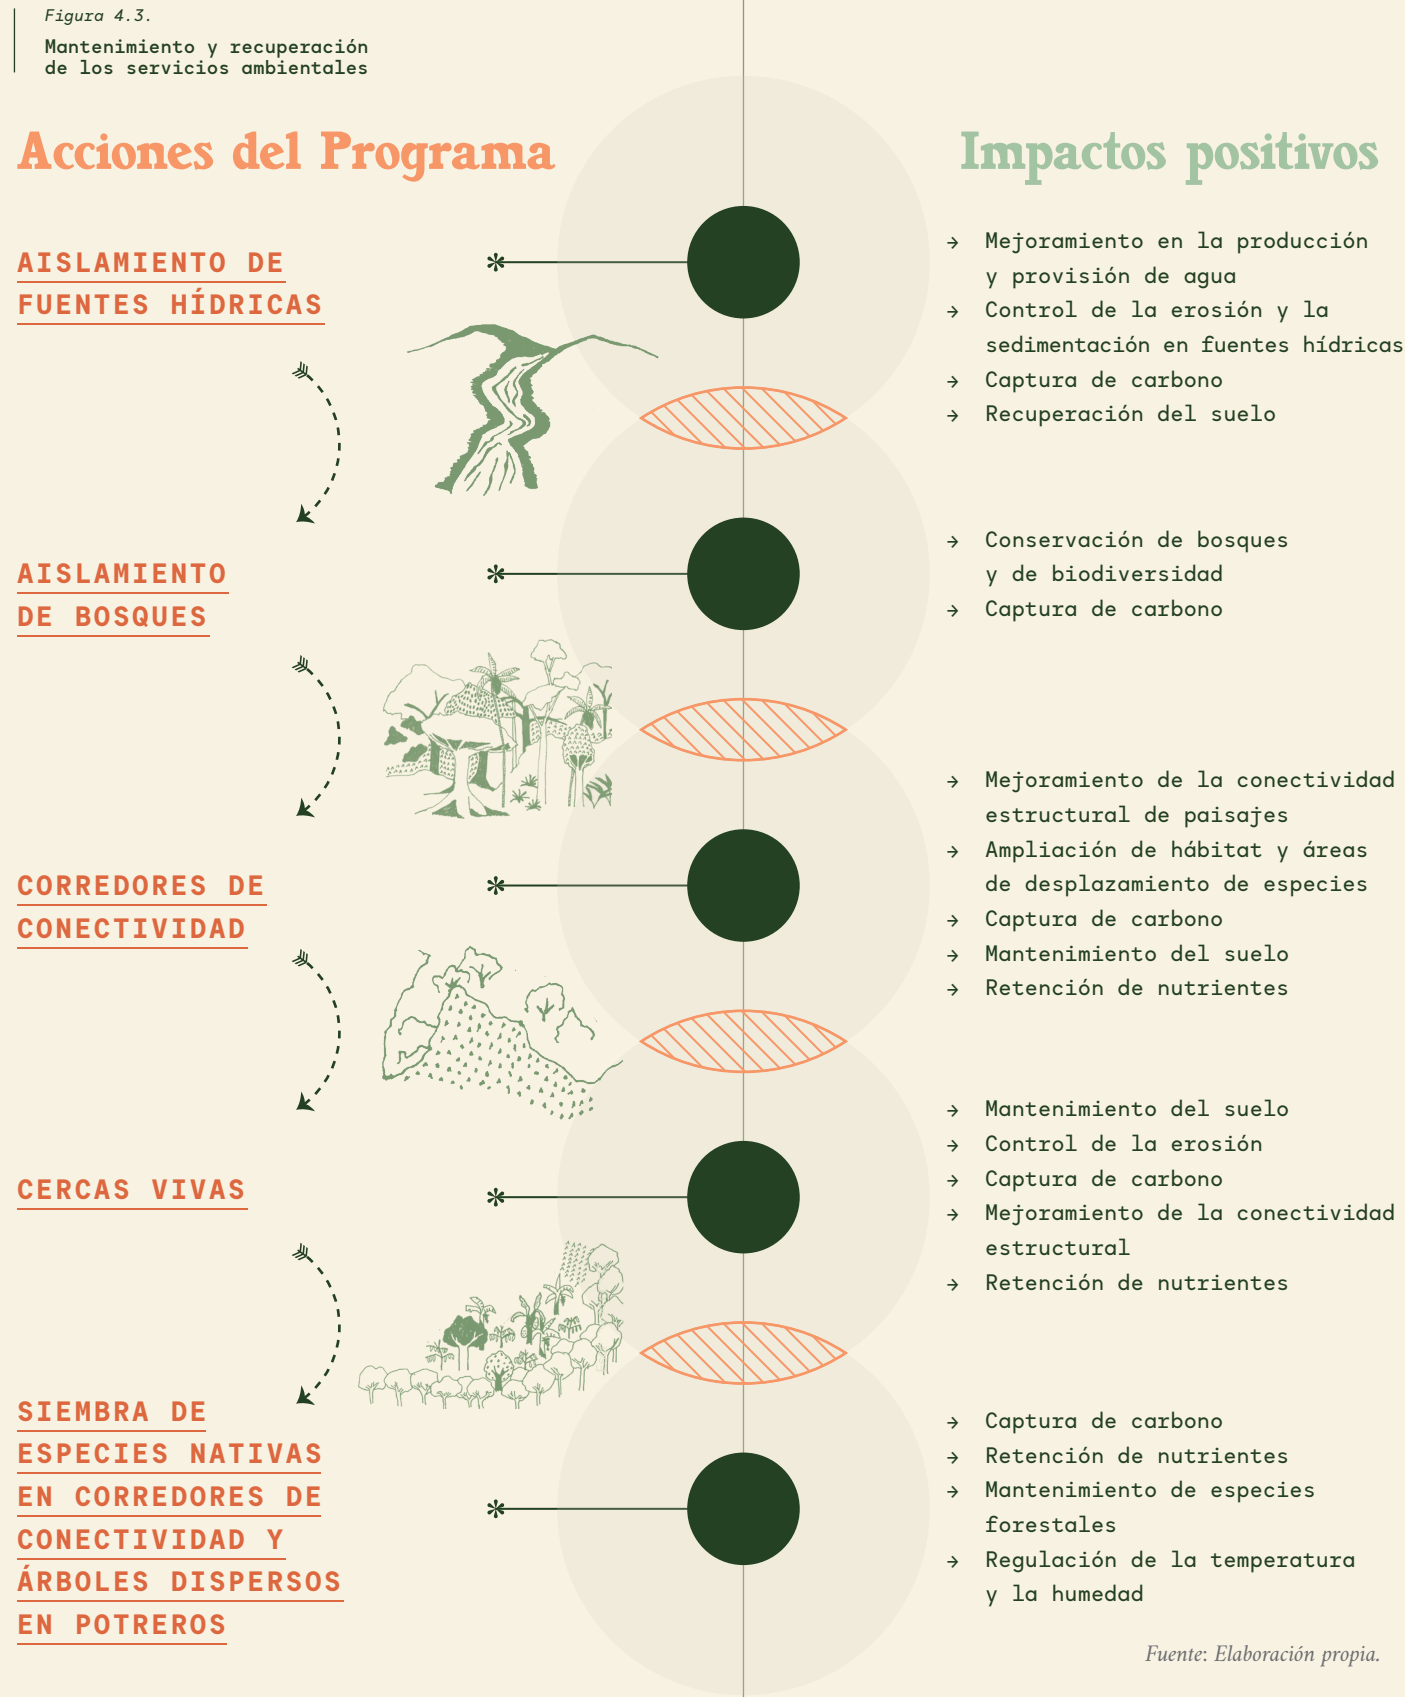 Figura 4.3.
Mantenimiento y recuperación
de los servicios ambientales
Acciones del Programa
Impactos positivos
AISLAMIENTO DE
FUENTES HÍDRICAS
→ Mejoramiento en la producción
y provisión de agua
→ Control de la erosión y la
sedimentación en fuentes hídricas
→ Captura de carbono
→ Recuperación del suelo
AISLAMIENTO
DE BOSQUES
→ Conservación de bosques
y de biodiversidad
→ Captura de carbono
CORREDORES DE
CONECTIVIDAD
→ Mejoramiento de la conectividad
estructural de paisajes
→ Ampliación de hábitat y áreas
de desplazamiento de especies
→ Captura de carbono
→ Mantenimiento del suelo
→ Retención de nutrientes
CERCAS VIVAS
→ Mantenimiento del suelo
→ Control de la erosión
→ Captura de carbono
→ Mejoramiento de la conectividad
estructural
→ Retención de nutrientes
SIEMBRA DE
ESPECIES NATIVAS
EN CORREDORES DE
CONECTIVIDAD Y
ÁRBOLES DISPERSOS
EN POTREROS
→ Captura de carbono
→ Retención de nutrientes
→ Mantenimiento de especies
forestales
→ Regulación de la temperatura
y la humedad
Fuente: Elaboración propia.